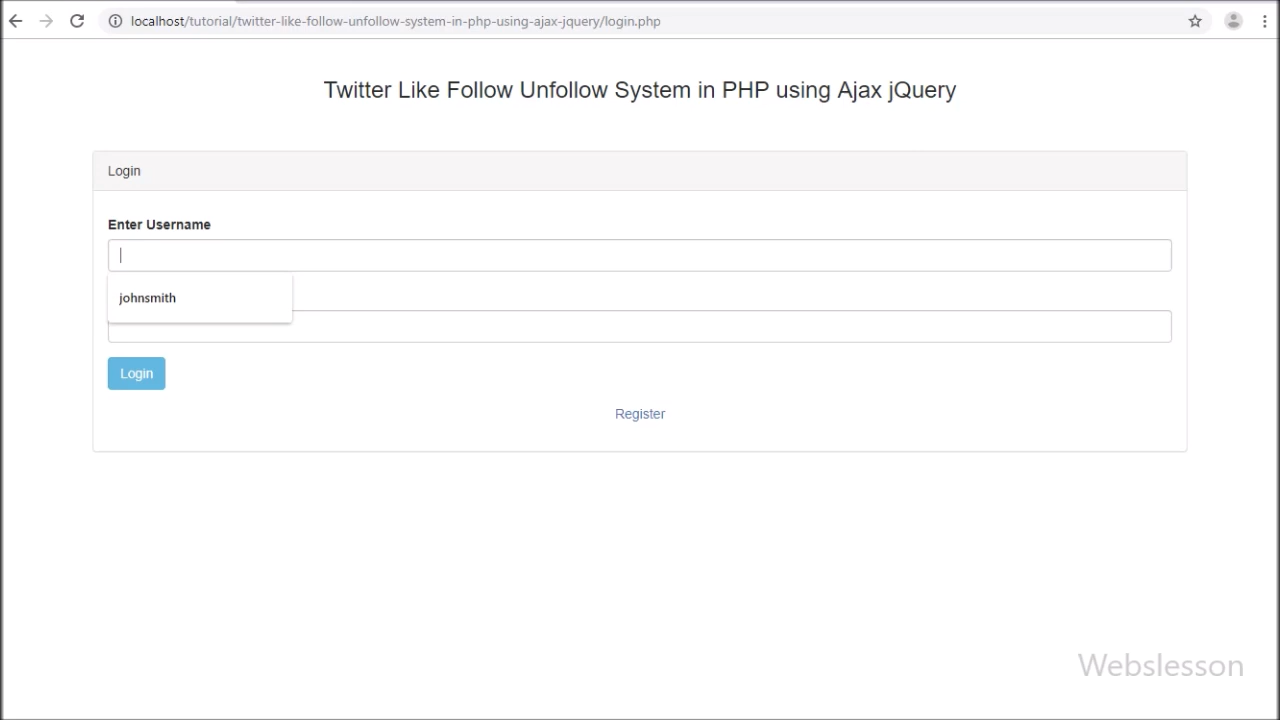 localhost/tutorial/twitter-like-follow-unfollow-system-in-php-using-ajax-jquery/login.php
Twitter Like Follow Unfollow System in PHP using Ajax jQuery
Login
Enter Username
johnsmith
Login
Register
Webslesson